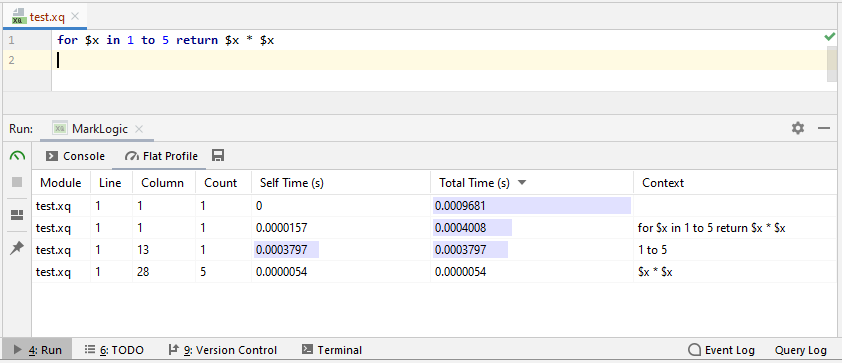 test.xq
1 for $x in 1 to 5 return $x * $x
2
Run: MarkLogic
Console Flat Profile
Module Line Column Count Self Time (s) Total Time (s) Context
test.xq 1 1 1 0 0.0009681
test.xq 1 1 1 0.0000157 0.0004008 for $x in 1 to 5 return $x * $x
test.xq 1 13 1 0.0003797 0.0003797 1 to 5
test.xq 1 28 5 0.0000054 0.0000054 $x * $x
4: Run 6: TODO 9: Version Control Terminal Event Log Query Log